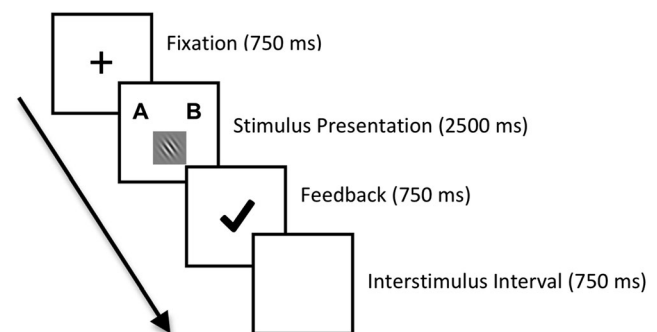 +
Fixation (750 ms)
A B
Stimulus Presentation (2500 ms)
Feedback (750 ms)
Interstimulus Interval (750 ms)